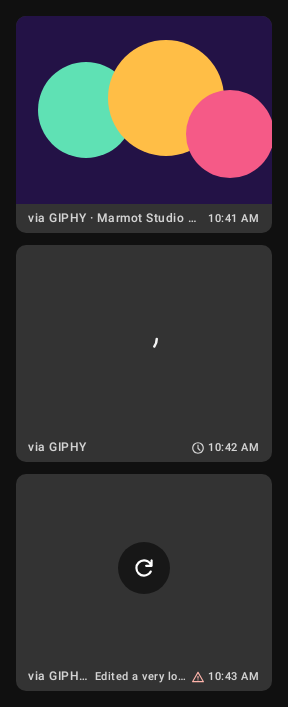 via GIPHY · Marmot Studio … 10:41 AM
via GIPHY 10:42 AM
via GIPH… Edited a very lo… 10:43 AM